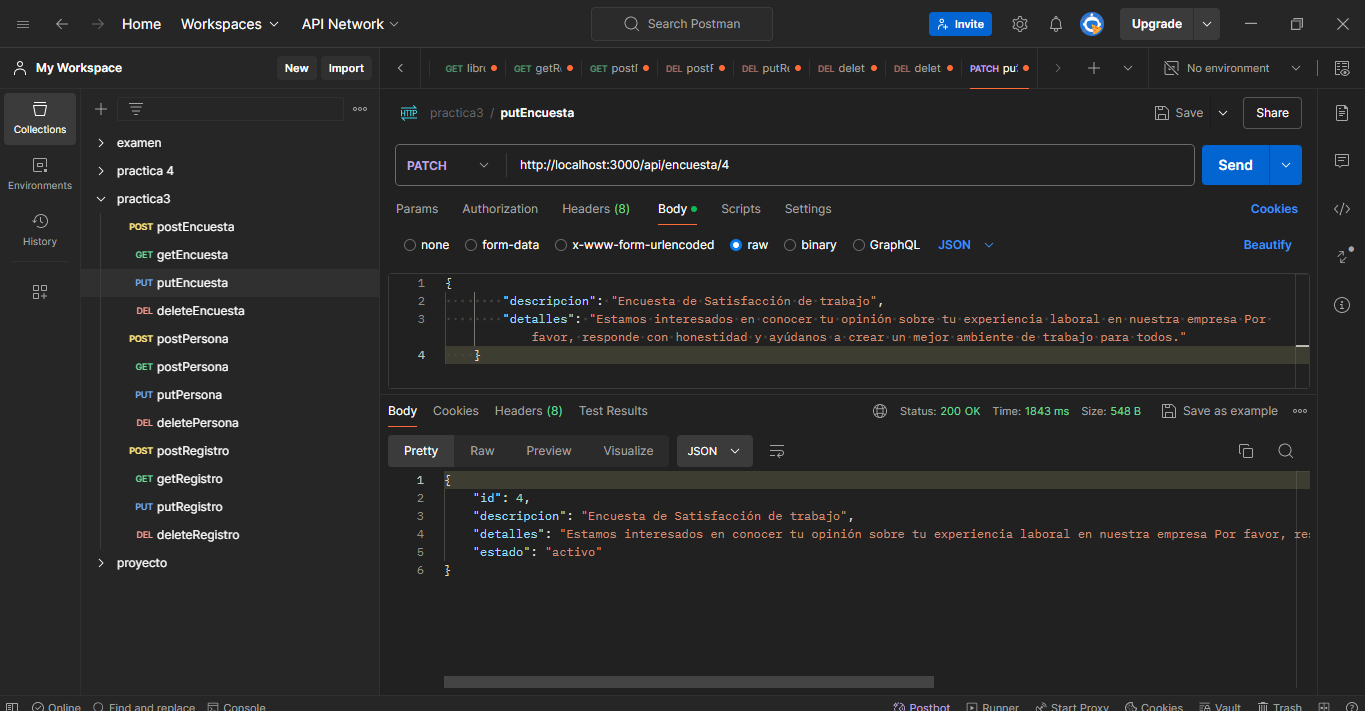 Home Workspaces API Network Search Postman Invite Upgrade
My Workspace New Import GET libr GET getR POST DEL post DEL putR DEL delet DEL delet PATCH pu No environment
Collections
Environments
History
examen
practica 4
practica3
POST postEncuesta
GET getEncuesta
PUT putEncuesta
DEL deleteEncuesta
POST postPersona
GET postPersona
PUT putPersona
DEL deletePersona
POST postRegistro
GET getRegistro
PUT putRegistro
DEL deleteRegistro
proyecto
HTTP practica3 / putEncuesta Save Share
PATCH http://localhost:3000/api/encuesta/4 Send
Params Authorization Headers (8) Body Scripts Settings Cookies
none form-data x-www-form-urlencoded raw binary GraphQL JSON Beautify
1 {
2 "descripcion": "Encuesta de Satisfacción de trabajo",
3 "detalles": "Estamos interesados en conocer tu opinión sobre tu experiencia laboral en nuestra empresa Por
favor, responde con honestidad y ayúdanos a crear un mejor ambiente de trabajo para todos."
4 }
Body Cookies Headers (8) Test Results Status: 200 OK Time: 1843 ms Size: 548 B Save as example
Pretty Raw Preview Visualize JSON
1 {
2 "id": 4,
3 "descripcion": "Encuesta de Satisfacción de trabajo",
4 "detalles": "Estamos interesados en conocer tu opinión sobre tu experiencia laboral en nuestra empresa Por favor, res
5 "estado": "activo"
6 }
Online Find and replace Console Postbot Runner Start Proxy Cookies Vault Trash